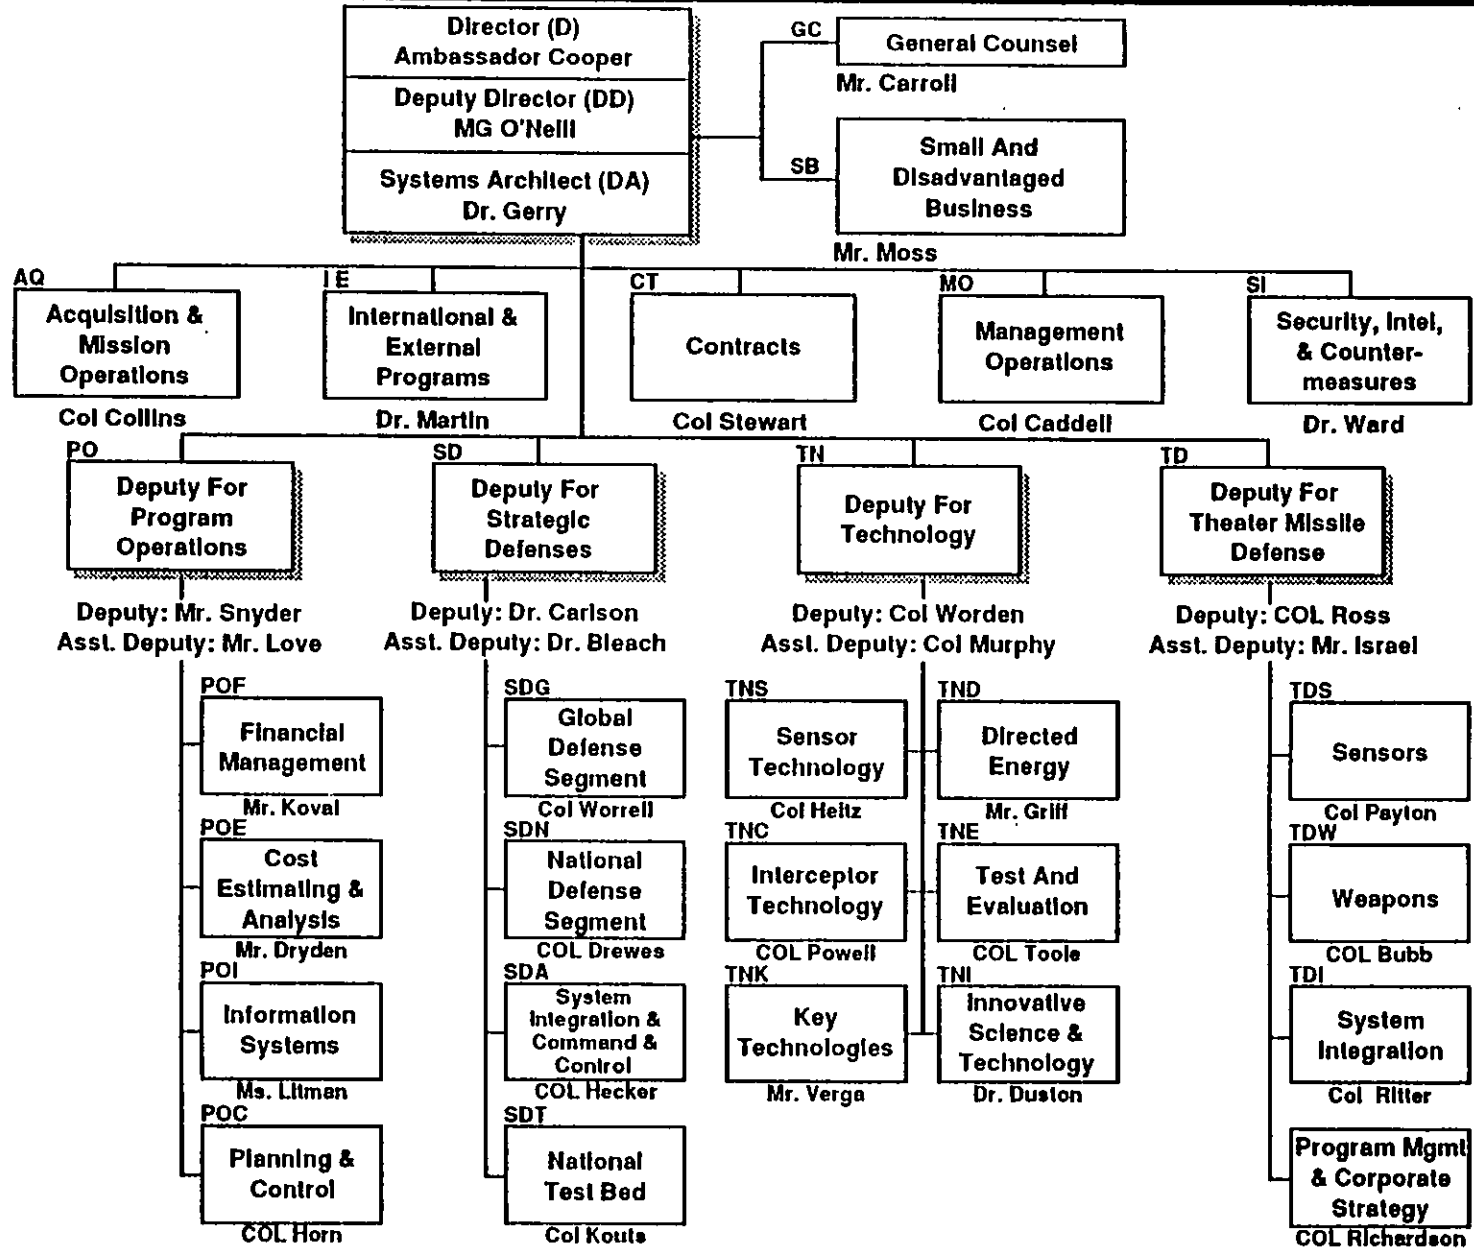 Director (D)
Ambassador Cooper
Deputy Director (DD)
MG O'Neill
Systems Architect (DA)
Dr. Gerry
GC
General Counsel
Mr. Carroll
SB
Small And
Disadvantaged
Business
Mr. Moss
AQ
Acquisition &
Mission
Operations
Col Collins
IE
International &
External
Programs
Dr. Martin
CT
Contracts
Col Stewart
MO
Management
Operations
Col Caddell
SI
Security, Intel,
& Counter-
measures
Dr. Ward
PO
Deputy For
Program
Operations
Deputy: Mr. Snyder
Asst. Deputy: Mr. Love
SD
Deputy For
Strategic
Defenses
Deputy: Dr. Carlson
Asst. Deputy: Dr. Bleach
TN
Deputy For
Technology
Deputy: Col Worden
Asst. Deputy: Col Murphy
TD
Deputy For
Theater Missile
Defense
Deputy: COL Ross
Asst. Deputy: Mr. Israel
POF
Financial
Management
Mr. Koval
POE
Cost
Estimating &
Analysis
Mr. Dryden
POI
Information
Systems
Ms. Litman
POC
Planning &
Control
COL Horn
SDG
Global
Defense
Segment
Col Worrell
SDN
National
Defense
Segment
COL Drewes
SDA
System
Integration &
Command &
Control
COL Hecker
SDT
National
Test Bed
Col Kouts
TNS
Sensor
Technology
Col Heitz
TNC
Interceptor
Technology
COL Powell
TNK
Key
Technologies
Mr. Verga
TND
Directed
Energy
Mr. Griff
TNE
Test And
Evaluation
COL Toole
TNI
Innovative
Science &
Technology
Dr. Duston
TDS
Sensors
Col Payton
TDW
Weapons
COL Bubb
TDI
System
Integration
Col Ritter
Program Mgmt
& Corporate
Strategy
COL Richardson